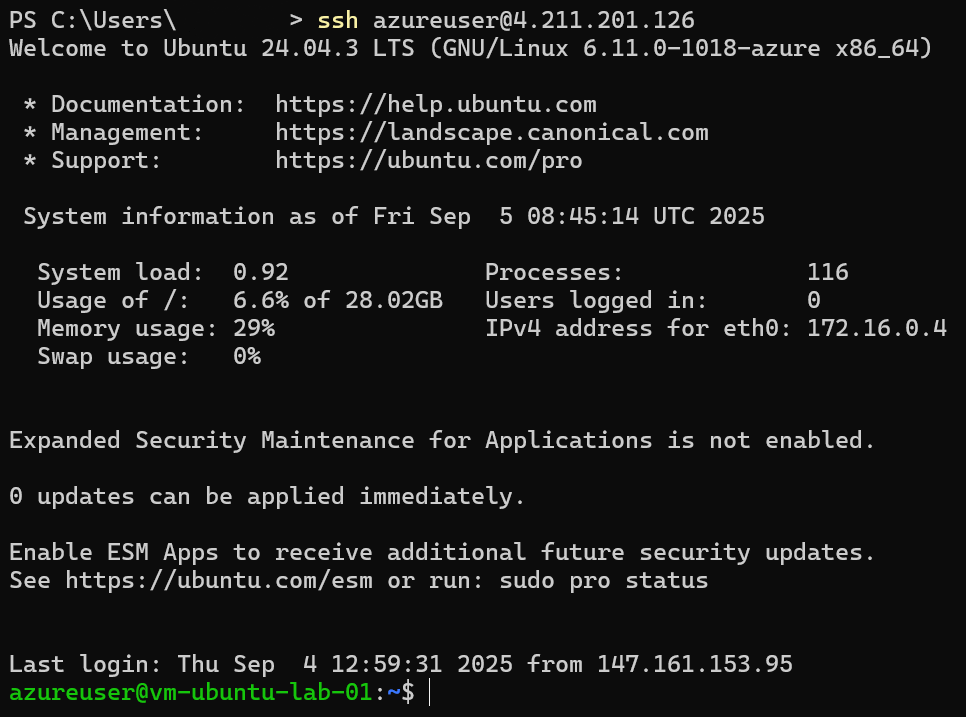 PS C:\Users\          > ssh azureuser@4.211.201.126
Welcome to Ubuntu 24.04.3 LTS (GNU/Linux 6.11.0-1018-azure x86_64)
 * Documentation:  https://help.ubuntu.com
 * Management:     https://landscape.canonical.com
 * Support:        https://ubuntu.com/pro
 System information as of Fri Sep  5 08:45:14 UTC 2025
  System load:  0.92              Processes:             116
  Usage of /:   6.6% of 28.02GB   Users logged in:       0
  Memory usage: 29%               IPv4 address for eth0: 172.16.0.4
  Swap usage:   0%
Expanded Security Maintenance for Applications is not enabled.
0 updates can be applied immediately.
Enable ESM Apps to receive additional future security updates.
See https://ubuntu.com/esm or run: sudo pro status
Last login: Thu Sep  4 12:59:31 2025 from 147.161.153.95
azureuser@vm-ubuntu-lab-01:~$